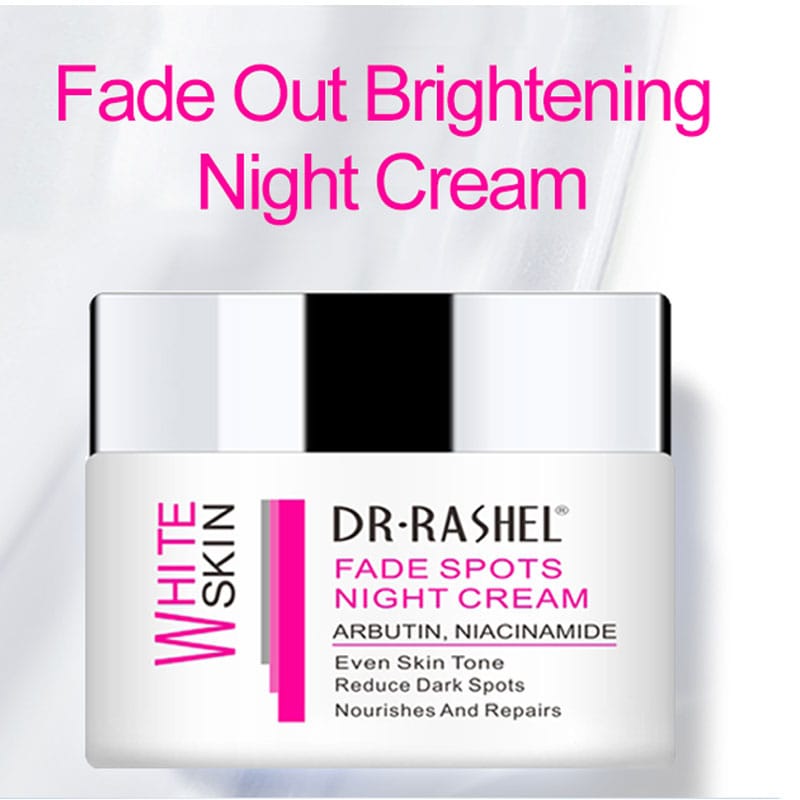 Fade Out Brightening
Night Cream
WHITE
SKIN
DR·RASHEL®
FADE SPOTS
NIGHT CREAM
ARBUTIN, NIACINAMIDE
Even Skin Tone
Reduce Dark Spots
Nourishes And Repairs